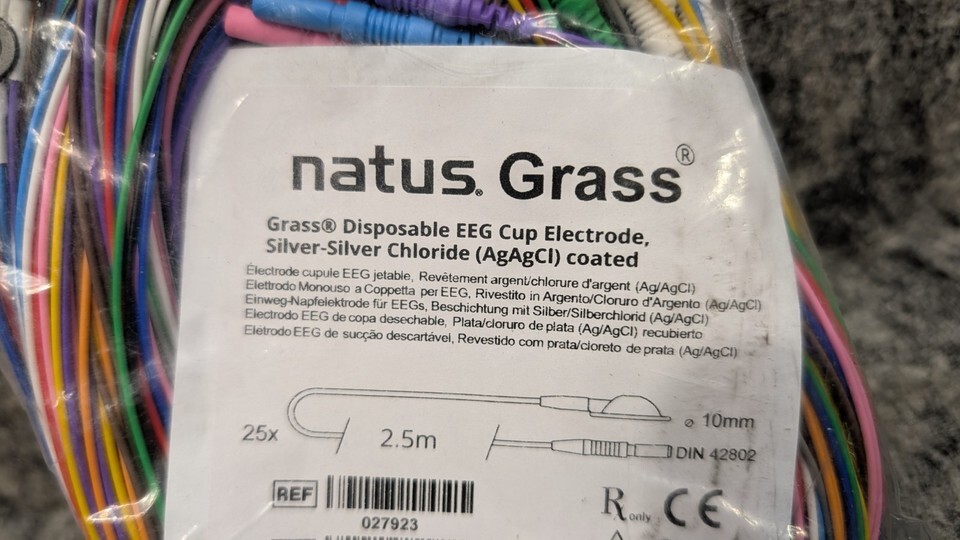 natus® Grass®
Grass® Disposable EEG Cup Electrode,
Silver-Silver Chloride (AgAgCl) coated
Électrode cupule EEG jetable, Revêtement argent/chlorure d'argent (Ag/AgCl)
Elettrodo Monouso a Coppetta per EEG, Rivestito in Argento/Cloruro d'Argento (Ag/AgCl)
Einweg-Napfelektrode für EEGs, Beschichtung mit Silber/Silberchlorid (Ag/AgCl)
Electrodo EEG de copa desechable, Plata/cloruro de plata (Ag/AgCl) recubierto
Eletrodo EEG de sucção descartável, Revestido com prata/cloreto de prata (Ag/AgCl)
⌀ 10mm
25x 2.5m DIN 42802
REF
027923
R only CE